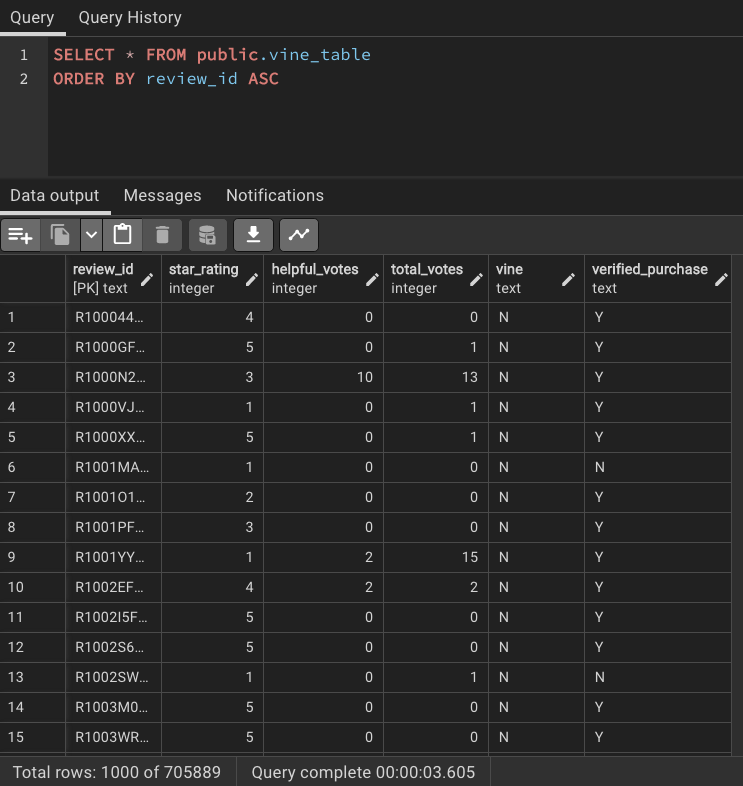 Query Query History
1 SELECT * FROM public.vine_table
2 ORDER BY review_id ASC
Data output Messages Notifications
review_id star_rating helpful_votes total_votes vine verified_purchase
[PK] text integer integer integer text text
1 R100044... 4 0 0 N Y
2 R1000GF... 5 0 1 N Y
3 R1000N2... 3 10 13 N Y
4 R1000VJ... 1 0 1 N Y
5 R1000XX... 5 0 1 N Y
6 R1001MA... 1 0 0 N N
7 R1001O1... 2 0 0 N Y
8 R1001PF... 3 0 0 N Y
9 R1001YY... 1 2 15 N Y
10 R1002EF... 4 2 2 N Y
11 R1002I5F... 5 0 0 N Y
12 R1002S6... 5 0 0 N Y
13 R1002SW... 1 0 1 N N
14 R1003M0... 5 0 0 N Y
15 R1003WR... 5 0 0 N Y
Total rows: 1000 of 705889 Query complete 00:00:03.605